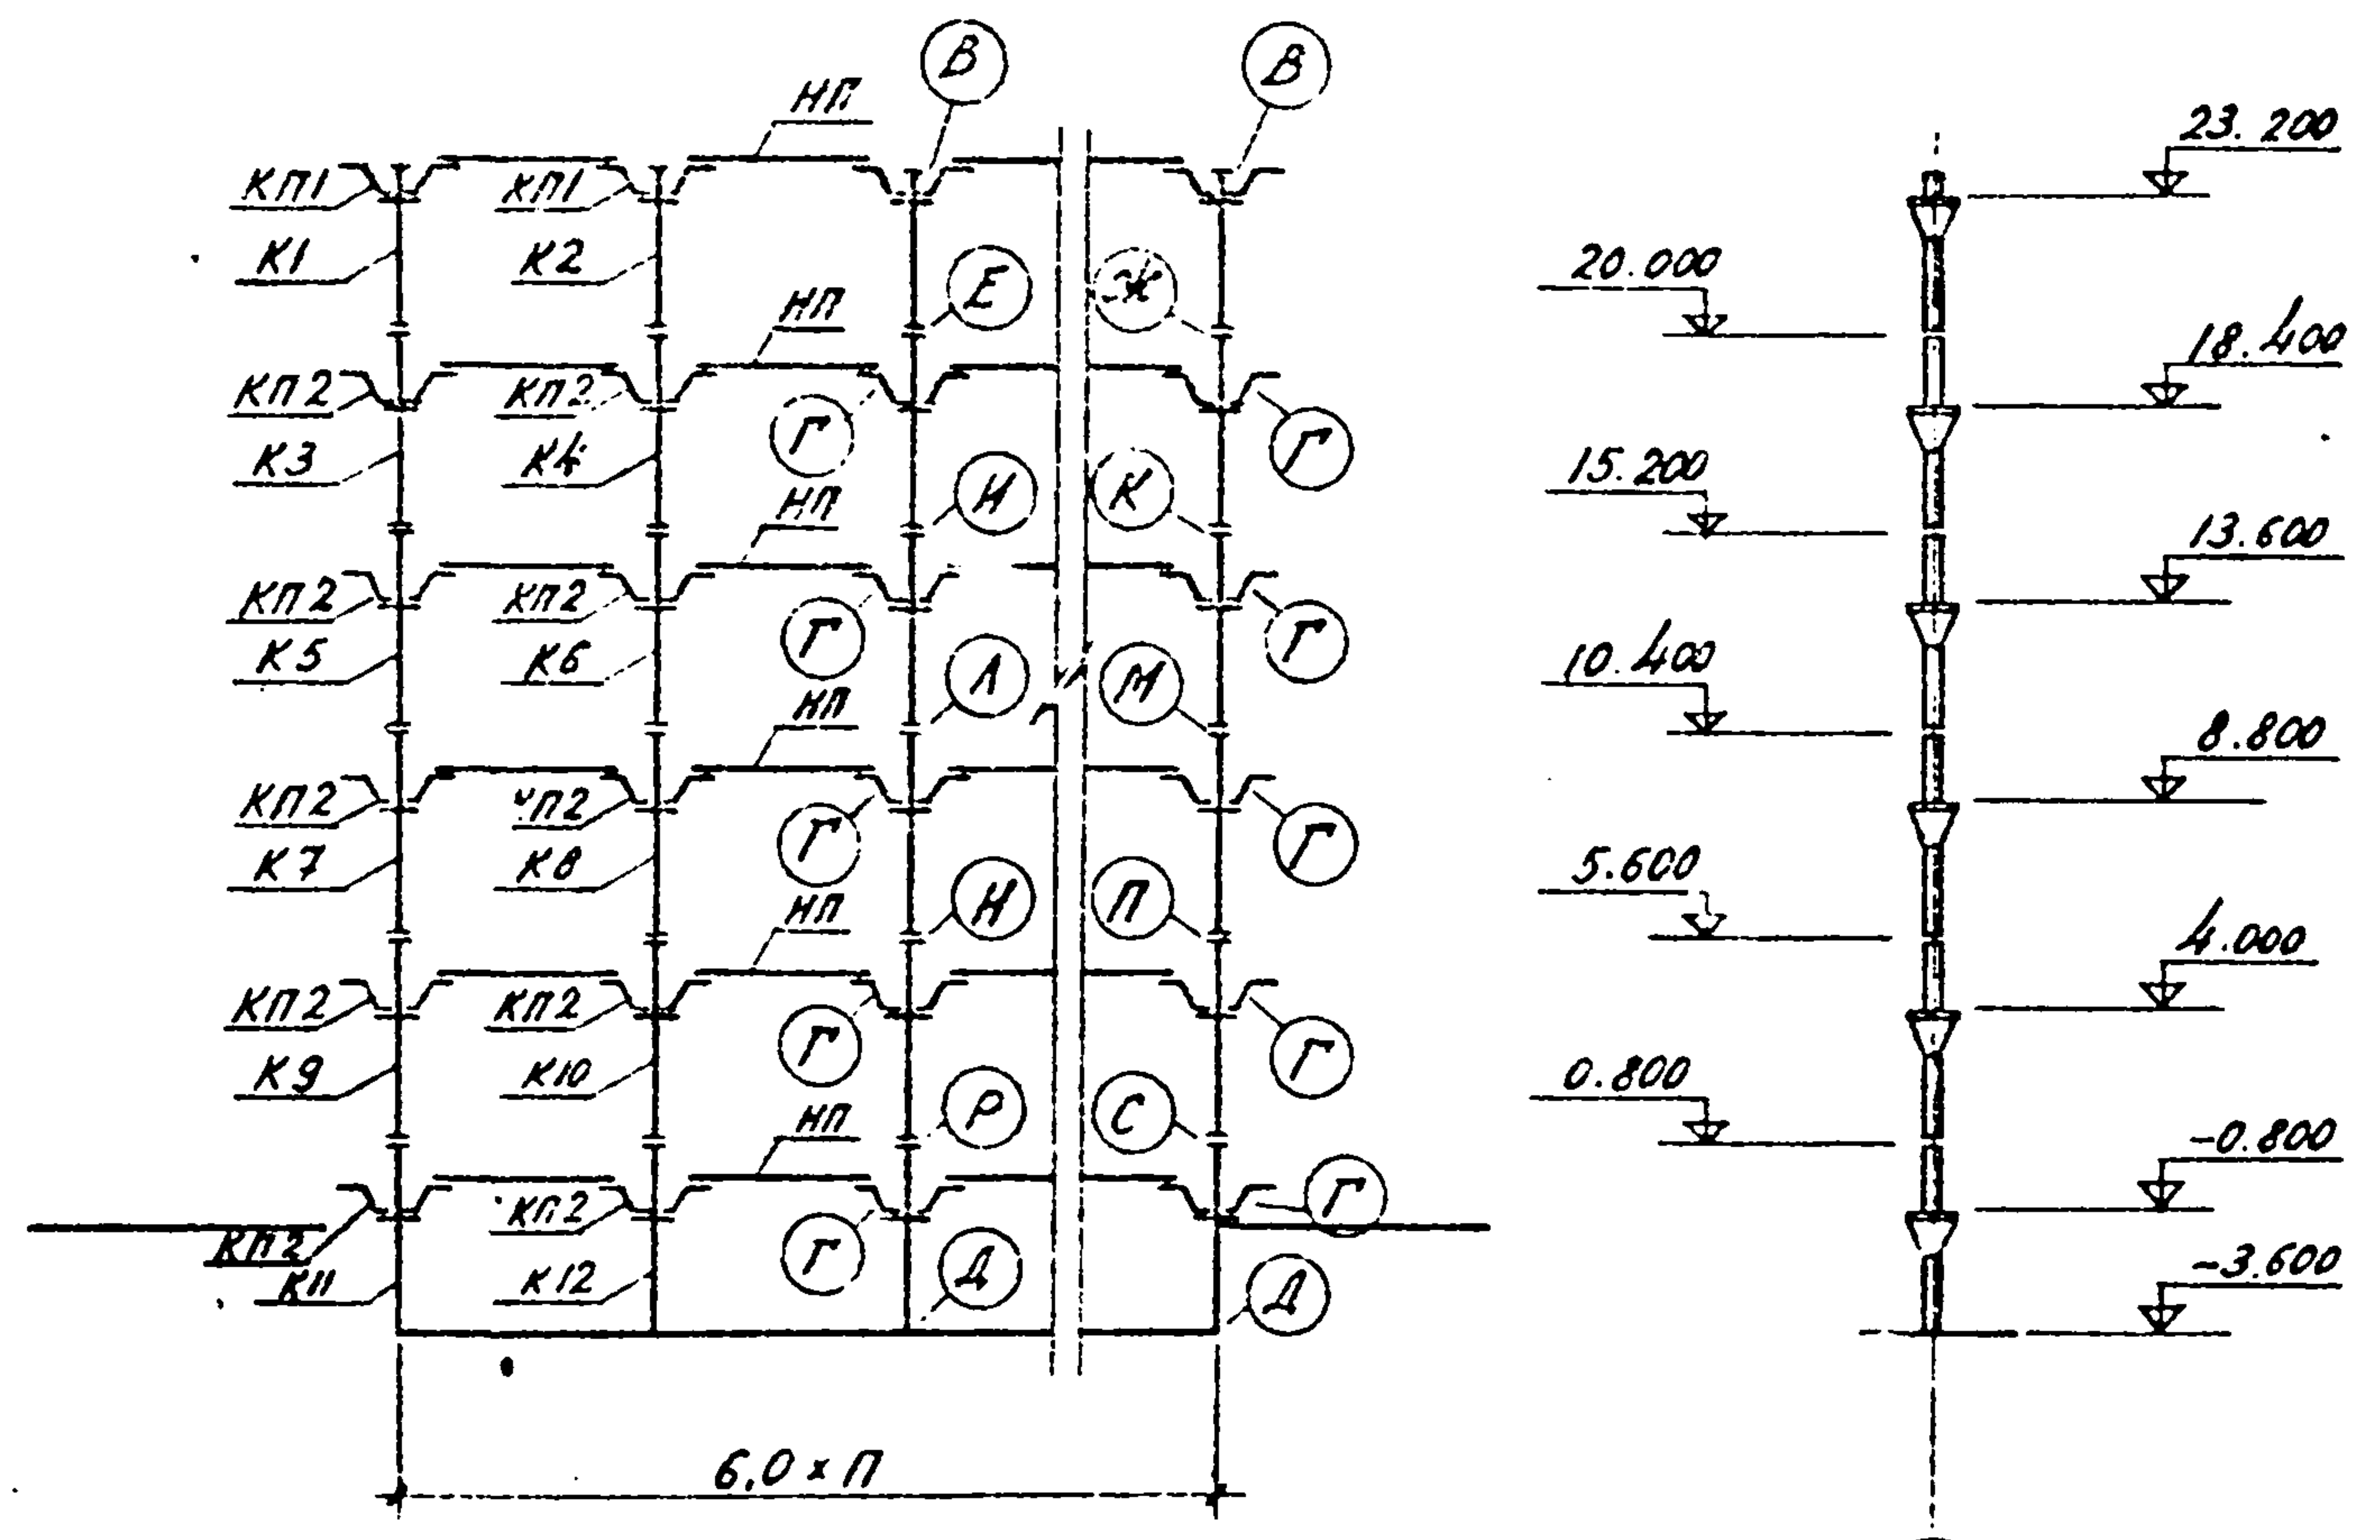 В
В
НП
23.200
КП1
КП1
К1
К2
Е
Ж
20.000
НП
18.400
КП2
КП2
Г
Г
К3
К4
И
К
15.200
НП
13.600
КП2
КП2
Г
Г
К5
К6
Л
М
10.400
НП
8.800
КП2
П2
Г
Г
К7
К8
Н
П
5.600
НП
4.000
КП2
КП2
Г
Г
К9
К10
Р
С
0.800
НП
-0.800
КП2
Г
КП2
Г
К11
К12
Д
Д
-3.600
6,0 × П